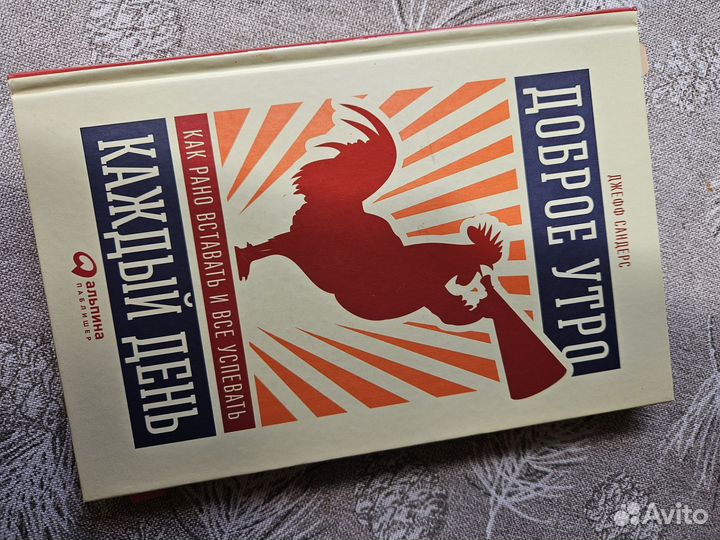 ДЖЕФФ САНДЕРС
ДОБРОЕ УТРО
КАЖДЫЙ ДЕНЬ
КАК РАНО ВСТАВАТЬ И ВСЕ УСПЕВАТЬ
альпина
ПАБЛИШЕР
Avito